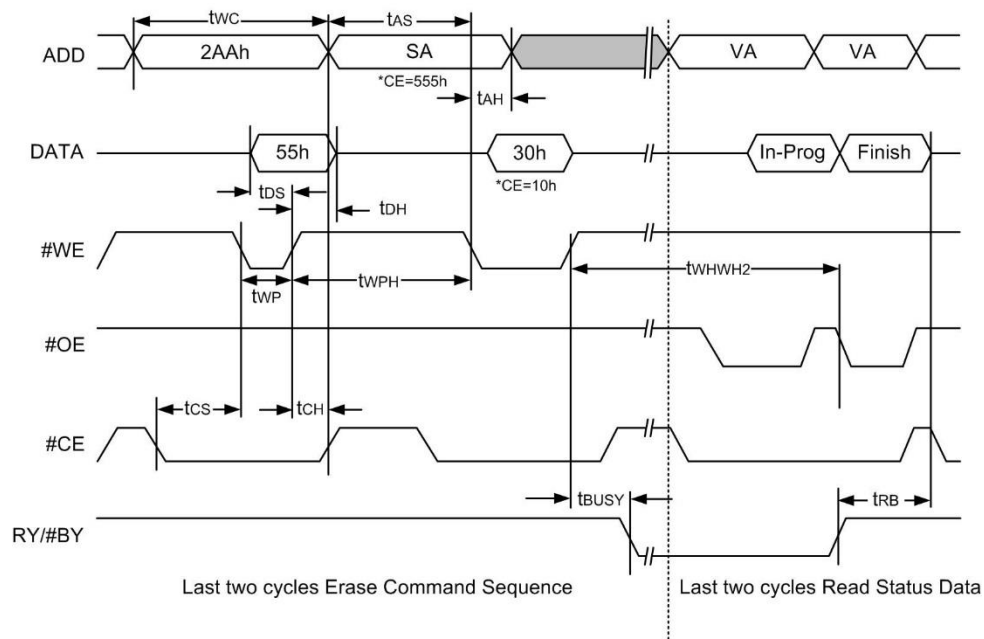 tWC
tAS
ADD
2AAh
SA
VA
VA
*CE=555h
tAH
DATA
55h
30h
In-Prog
Finish
*CE=10h
tDS
tDH
#WE
tWP
tWPH
tWHWH2
#OE
tCS
tCH
#CE
tBUSY
tRB
RY/#BY
Last two cycles Erase Command Sequence
Last two cycles Read Status Data